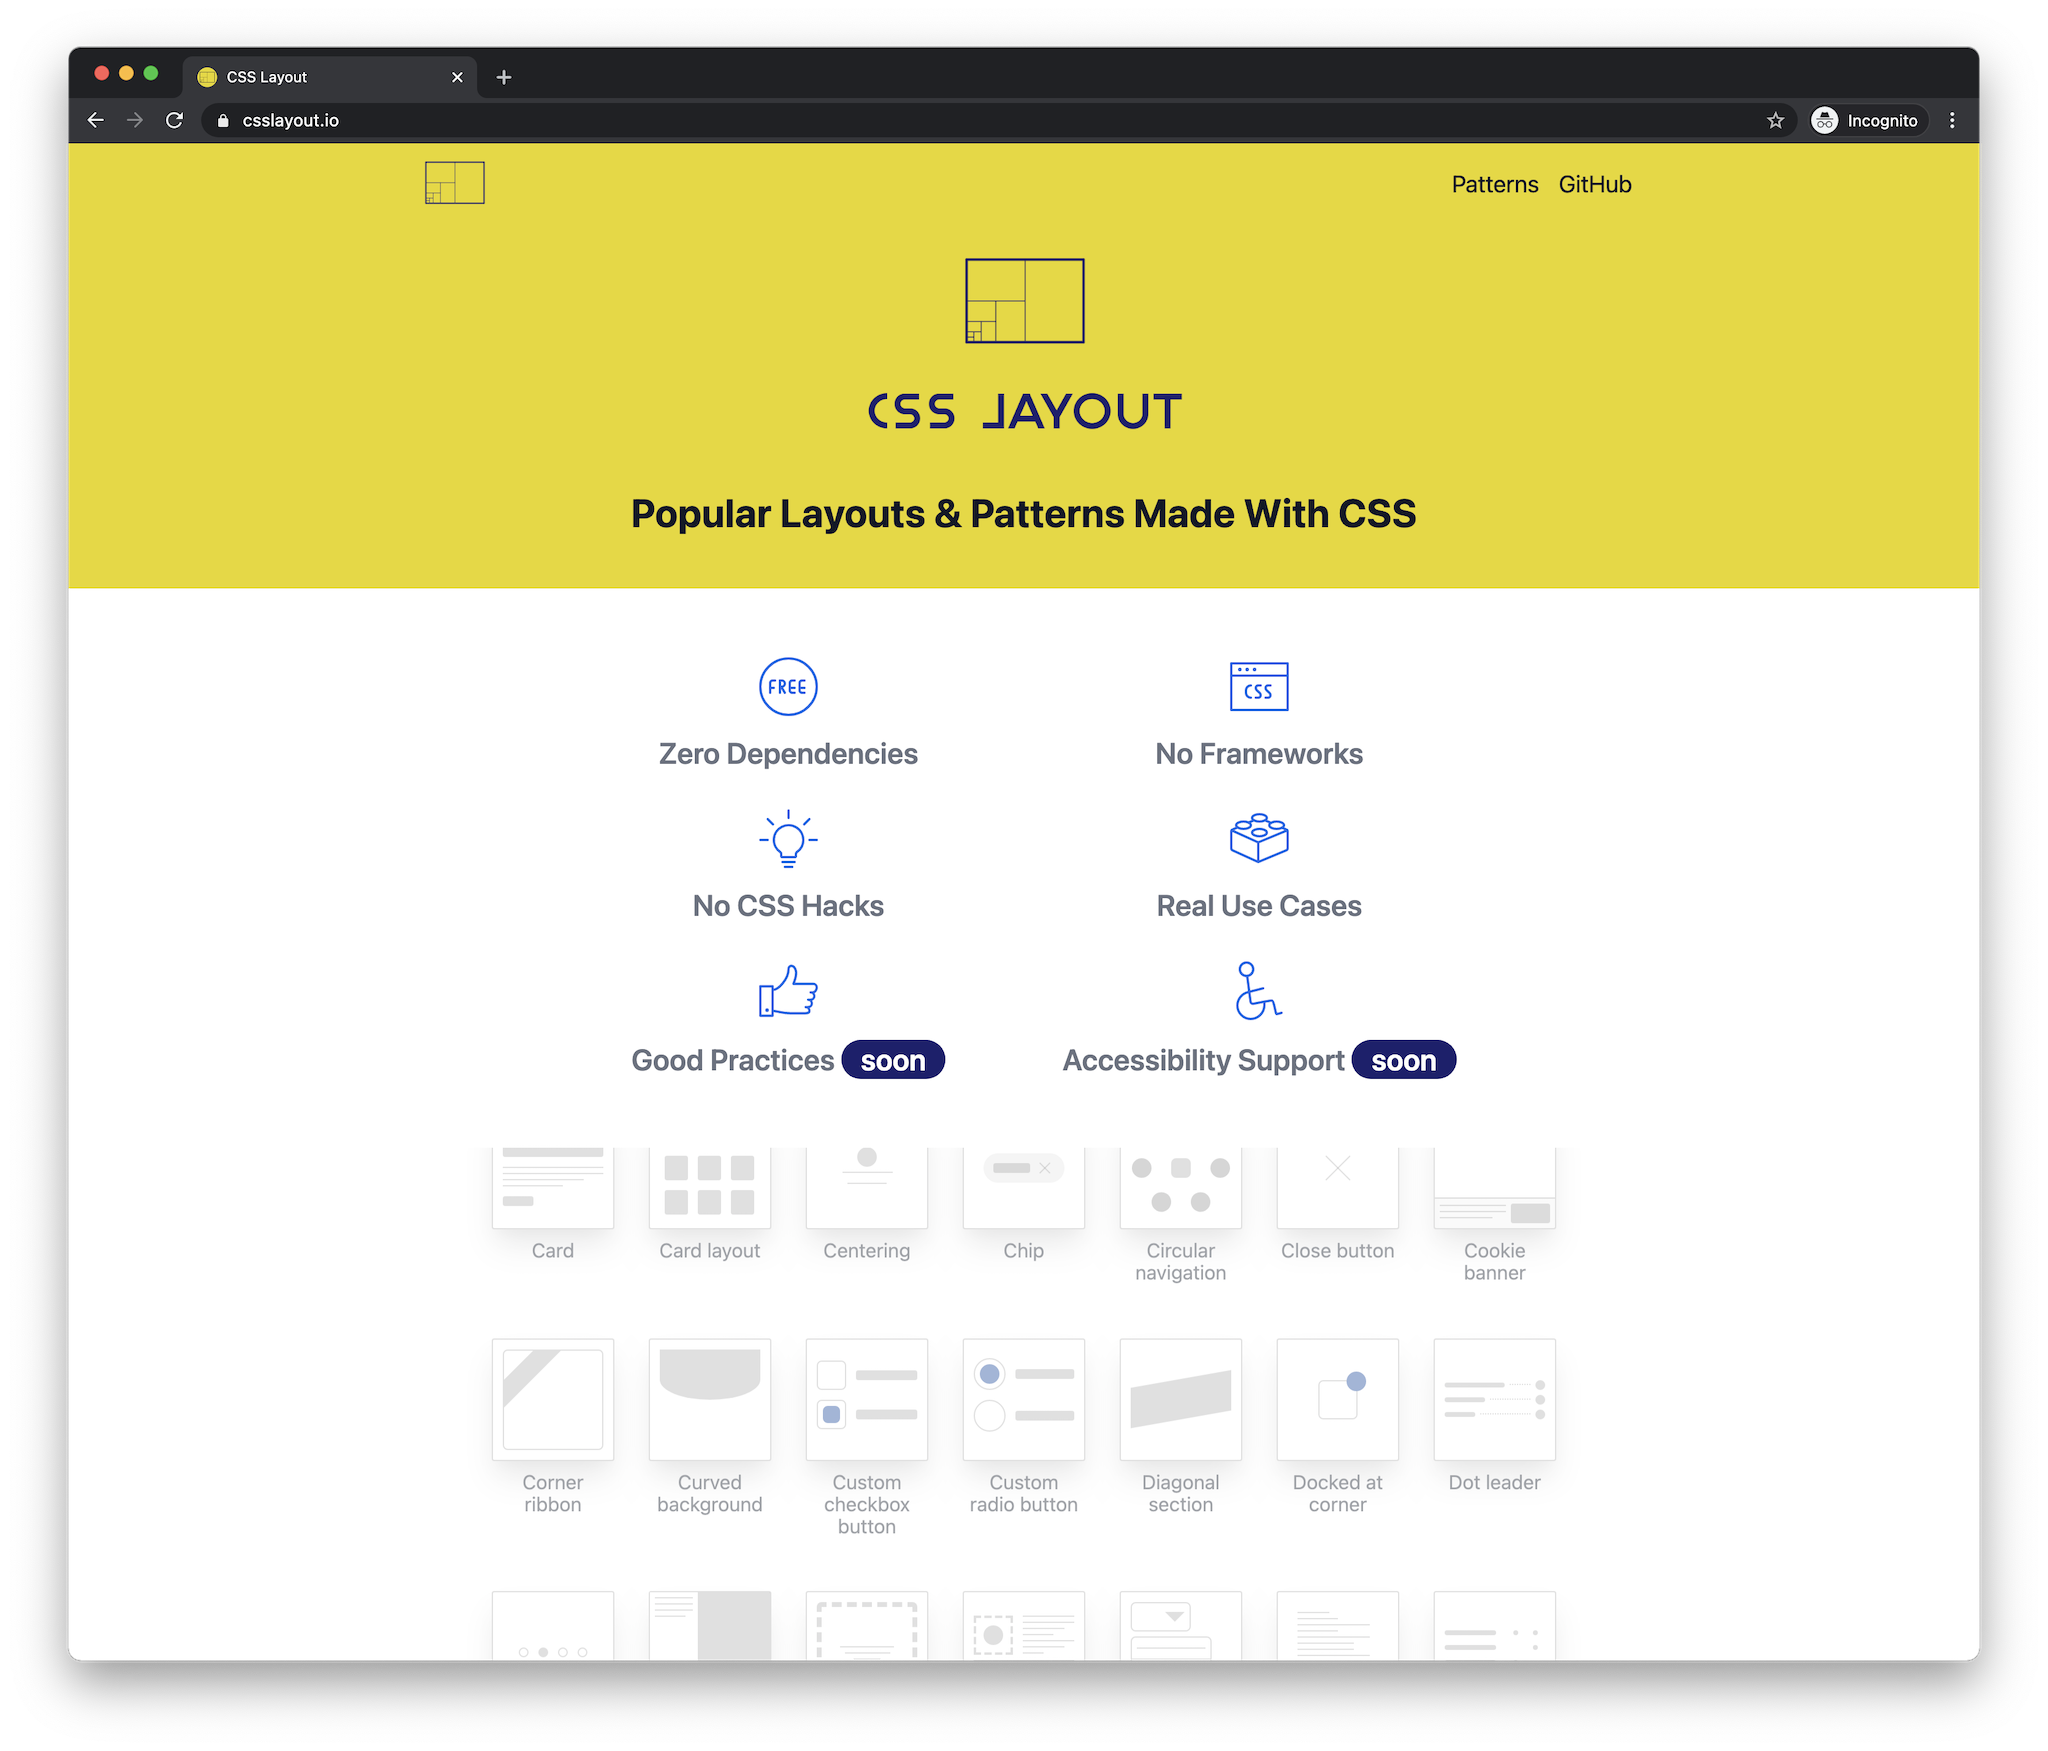 CSS Layout
csslayout.io
Incognito
Patterns GitHub
CSS LAYOUT
Popular Layouts & Patterns Made With CSS
FREE
CSS
Zero Dependencies
No Frameworks
No CSS Hacks
Real Use Cases
Good Practices soon
Accessibility Support soon
Card
Card layout
Centering
Chip
Circular
navigation
Close button
Cookie
banner
Corner
ribbon
Curved
background
Custom
checkbox
button
Custom
radio button
Diagonal
section
Docked at
corner
Dot leader